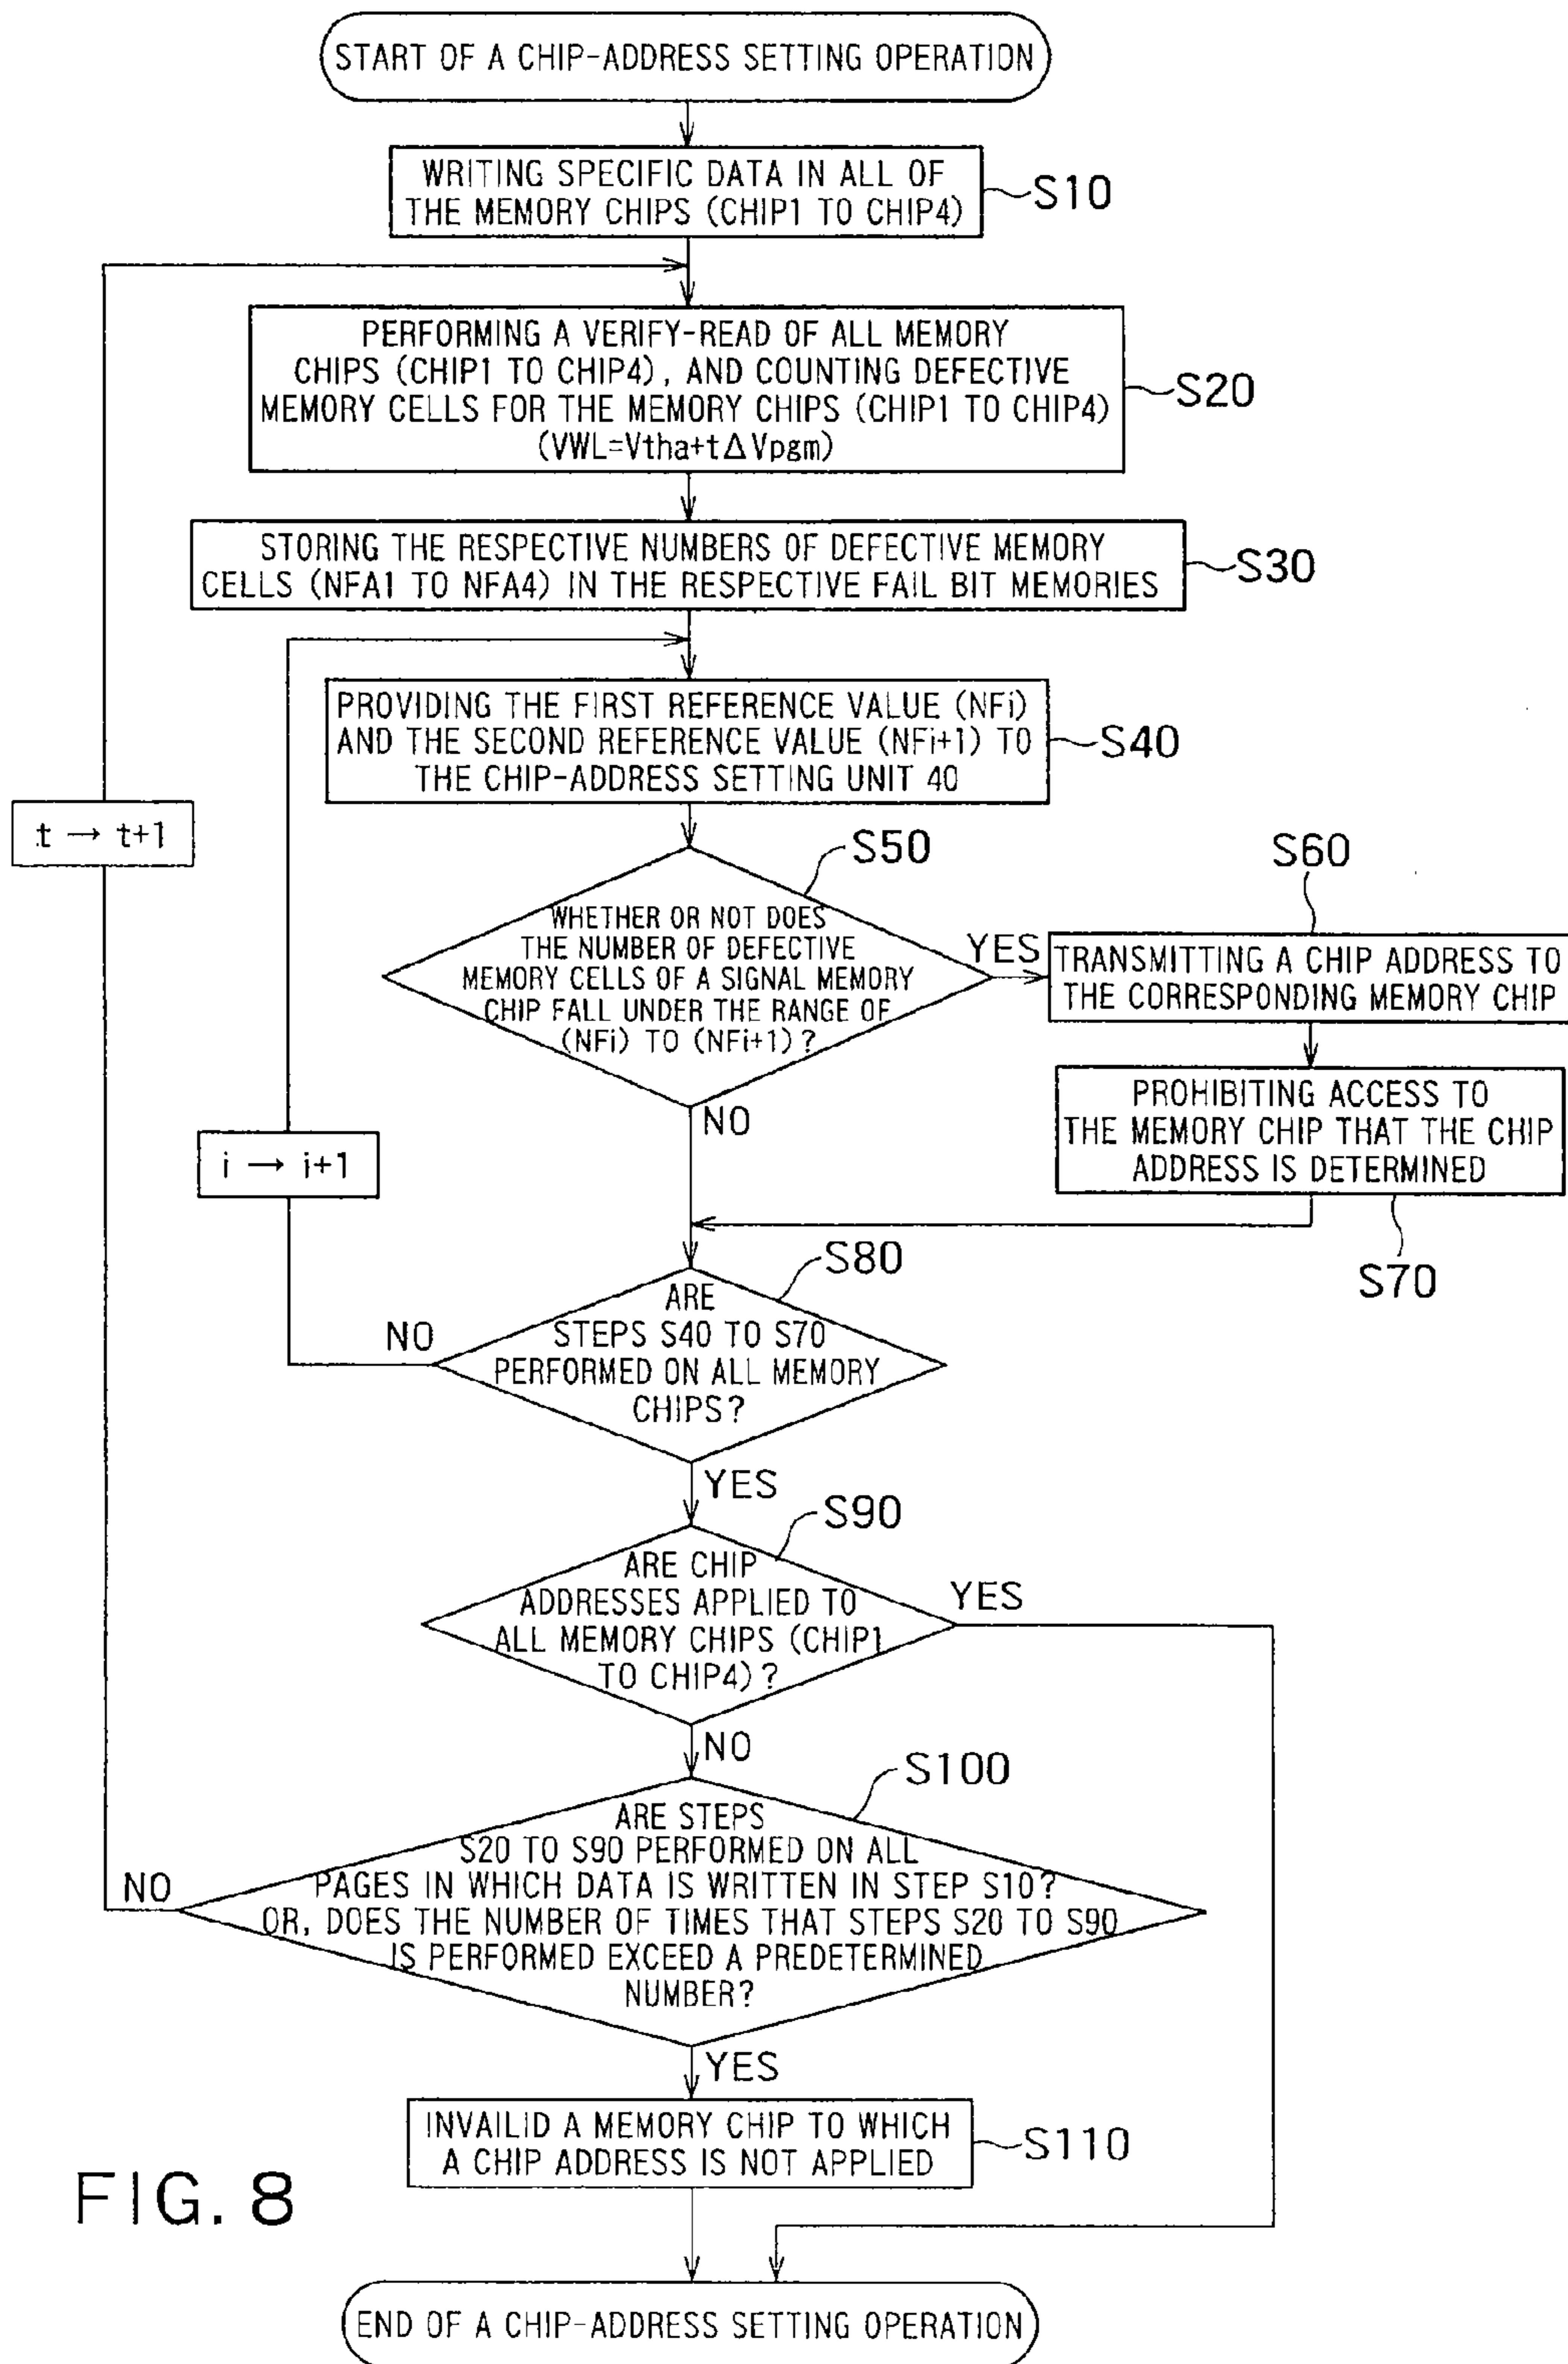 START OF A CHIP-ADDRESS SETTING OPERATION
WRITING SPECIFIC DATA IN ALL OF
THE MEMORY CHIPS (CHIP1 TO CHIP4)
S10
PERFORMING A VERIFY-READ OF ALL MEMORY
CHIPS (CHIP1 TO CHIP4), AND COUNTING DEFECTIVE
MEMORY CELLS FOR THE MEMORY CHIPS (CHIP1 TO CHIP4)
(VWL=Vtha+tΔVpgm)
S20
STORING THE RESPECTIVE NUMBERS OF DEFECTIVE MEMORY
CELLS (NFA1 TO NFA4) IN THE RESPECTIVE FAIL BIT MEMORIES
S30
PROVIDING THE FIRST REFERENCE VALUE (NFi)
AND THE SECOND REFERENCE VALUE (NFi+1) TO
THE CHIP-ADDRESS SETTING UNIT 40
S40
t → t+1
S50
WHETHER OR NOT DOES
THE NUMBER OF DEFECTIVE
MEMORY CELLS OF A SIGNAL MEMORY
CHIP FALL UNDER THE RANGE OF
(NFi) TO (NFi+1)?
YES
S60
TRANSMITTING A CHIP ADDRESS TO
THE CORRESPONDING MEMORY CHIP
PROHIBITING ACCESS TO
THE MEMORY CHIP THAT THE CHIP
ADDRESS IS DETERMINED
S70
NO
i → i+1
S80
ARE
STEPS S40 TO S70
PERFORMED ON ALL MEMORY
CHIPS?
NO
YES
S90
ARE CHIP
ADDRESSES APPLIED TO
ALL MEMORY CHIPS (CHIP1
TO CHIP4)?
YES
NO
S100
ARE STEPS
S20 TO S90 PERFORMED ON ALL
PAGES IN WHICH DATA IS WRITTEN IN STEP S10?
OR, DOES THE NUMBER OF TIMES THAT STEPS S20 TO S90
IS PERFORMED EXCEED A PREDETERMINED
NUMBER?
NO
YES
INVAILID A MEMORY CHIP TO WHICH
A CHIP ADDRESS IS NOT APPLIED
S110
FIG. 8
END OF A CHIP-ADDRESS SETTING OPERATION